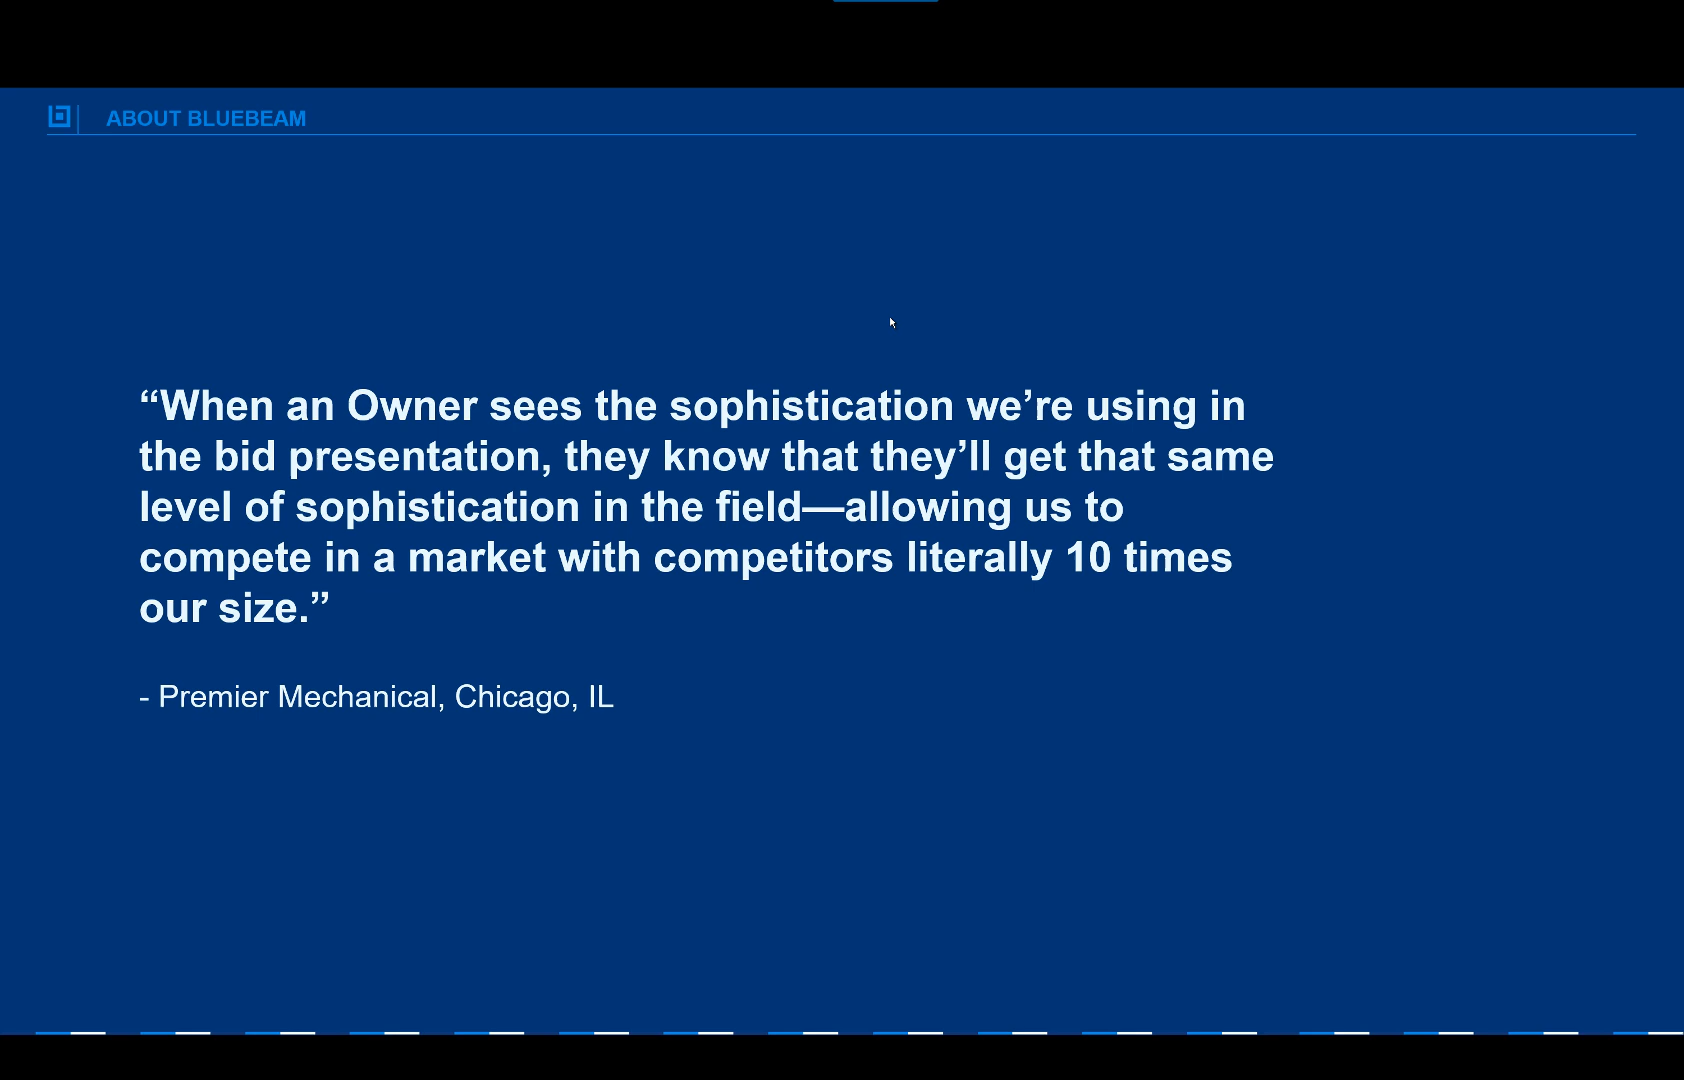 ABOUT BLUEBEAM
“When an Owner sees the sophistication we’re using in
the bid presentation, they know that they’ll get that same
level of sophistication in the field—allowing us to
compete in a market with competitors literally 10 times
our size.”
- Premier Mechanical, Chicago, IL